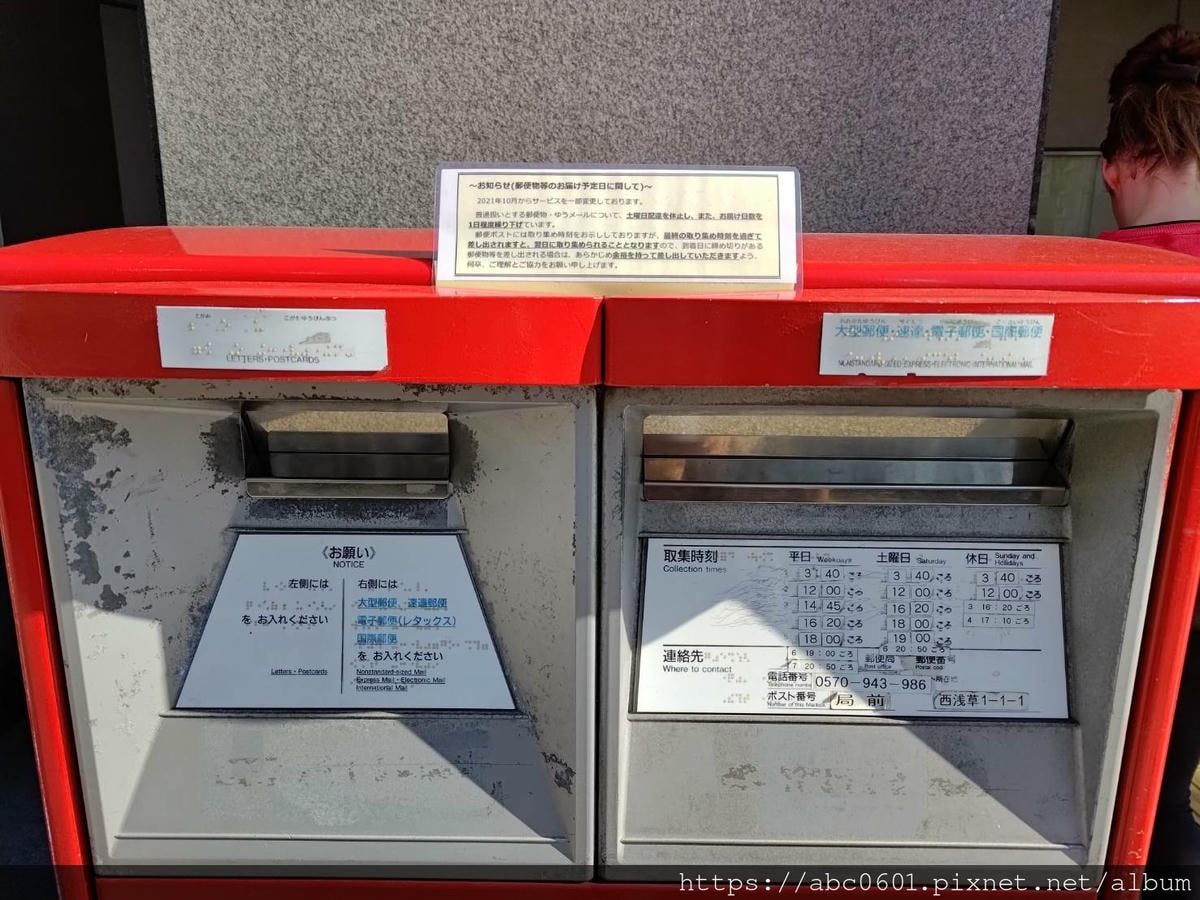 ～お知らせ(郵便物等のお届け予定日に関して)～
2021年10月からサービスを一部変更しております。
普通扱いとする郵便物・ゆうメールについて、土曜日配達を休止し、また、お届け日数を
1日程度繰り下げています。
郵便ポストには取り集め時刻をお示ししておりますが、最終の取り集め時刻を過ぎて
差し出されますと、翌日に取り集められることとなりますので、到着日に締め切りがある
郵便物等を差し出される場合は、あらかじめ余裕を持って差し出していただきますよう、
何卒、ご理解とご協力をお願い申し上げます。
LETTERS・POSTCARDS
大型郵便・速達・電子郵便・国際郵便
NONSTANDARD-SIZED・EXPRESS・ELECTRONIC・INTERNATIONAL MAIL
《お願い》
NOTICE
左側には
を お入れください
Letters・Postcards
右側には
大型郵便、速達郵便
電子郵便(レタックス)
国際郵便
を お入れください
Nonstandard-sized Mail
Express Mail・Electronic Mail
International Mail
取集時刻
Collection times
平日 Weekdays 土曜日 Saturday 休日 Sunday and Holidays
3 40 ごろ 3 40 ごろ 3 40 ごろ
12 00 ごろ 12 00 ごろ 12 00 ごろ
14 45 ごろ 16 20 ごろ 3 16:20 ごろ
16 20 ごろ 18 00 ごろ 4 17:10 ごろ
18 00 ごろ 19 00 ごろ
6 19:00 ごろ 6 20:50 ごろ
7 20:50 ごろ
連絡先
Where to contact
郵便局 Post office 郵便番号 Postal code
電話番号 Telephone number 0570-943-986 所在地
ポスト番号 Number of this Mailbox 局前 西浅草1-1-1
https://abc0601.pixnet.net/album